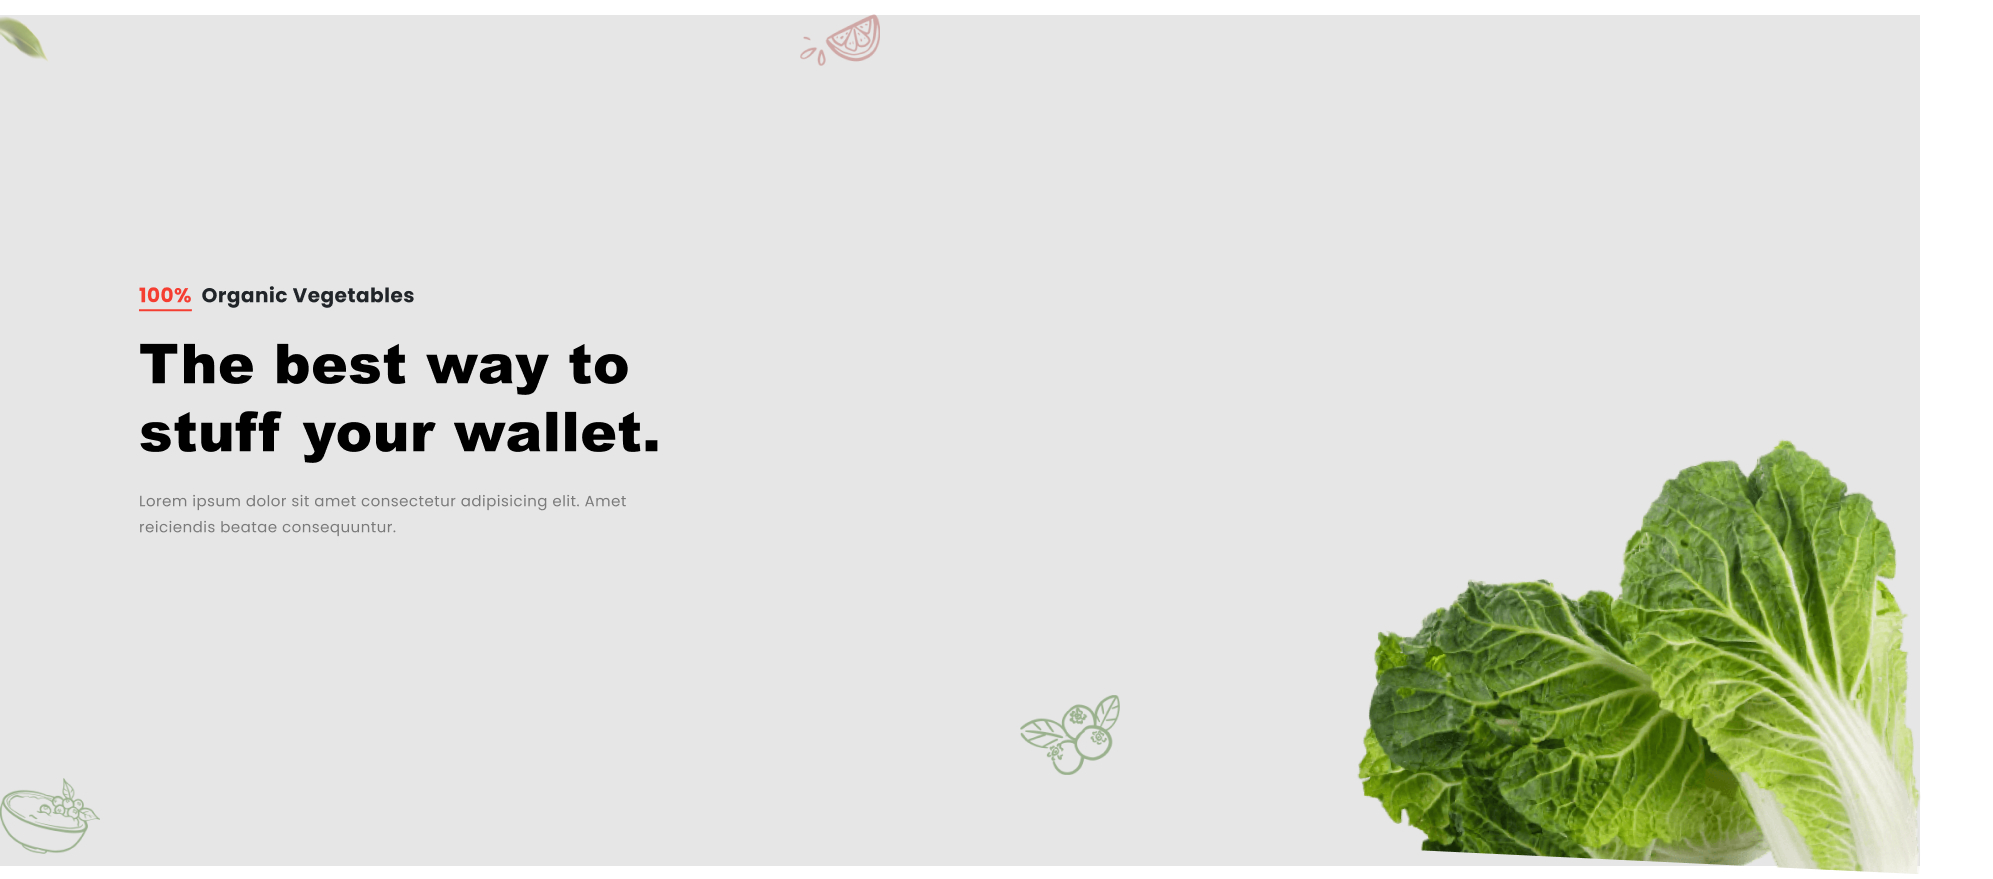 100% Organic Vegetables
The best way to
stuff your wallet.
Lorem ipsum dolor sit amet consectetur adipisicing elit. Amet
reiciendis beatae consequuntur.